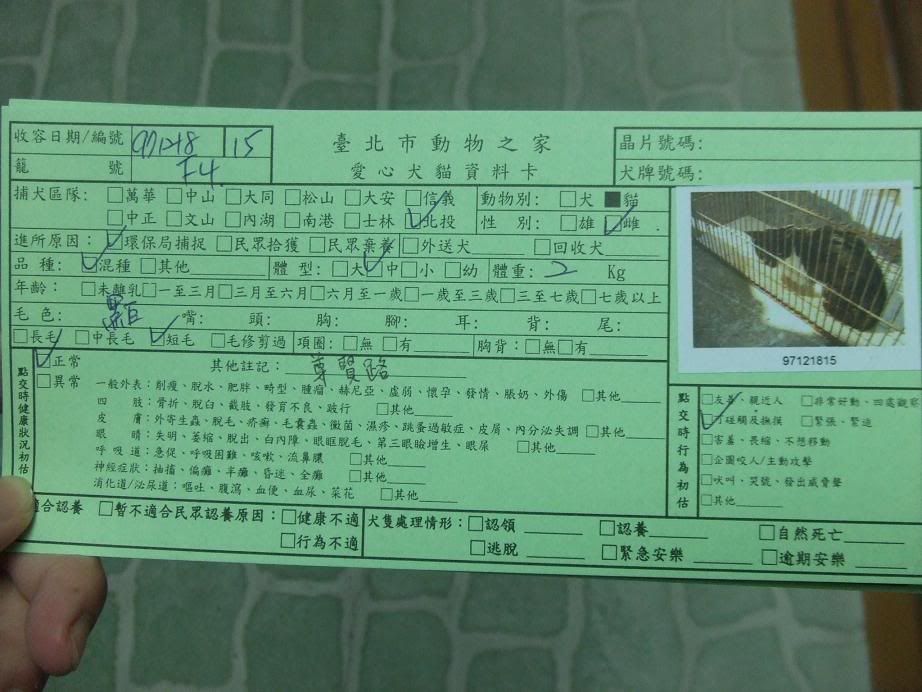 收容日期/編號 971218 15
臺北市動物之家
晶片號碼:
籠 號 F4
愛心犬貓資料卡
犬牌號碼:
捕犬區隊: □萬華 □中山 □大同 □松山 □大安 □信義 動物別: □犬 ■貓
□中正 □文山 □內湖 □南港 □士林 ☑北投 性 別: □雄 ☑雌 .
進所原因: ☑環保局捕捉 □民眾拾獲 □民眾棄養 □外送犬 □回收犬
品 種: ☑混種 □其他 體 型: □大 ☑中 □小 □幼 體重: 2 Kg
年齡: □未離乳 □一至三月 □三月至六月 □六月至一歲 □一歲至三歲 □三至七歲 □七歲以上
毛 色: 黑白 嘴: 頭: 胸: 腳: 耳: 背: 尾:
☑長毛 □中長毛 ☑短毛 □毛修剪過 項圈: □無 □有 胸背: □無 □有
97121815
點交時健康狀況初估
☑正常 其他註記: 尊賢路
□異常
一般外表: 削瘦、脫水、肥胖、畸型、腫瘤、赫尼亞、虛弱、懷孕、發情、脹奶、外傷 □其他
四 肢: 骨折、脫臼、截肢、發育不良、跛行 □其他
皮 膚: 外寄生蟲、脫毛、疥癬、毛囊蟲、黴菌、濕疹、跳蚤過敏症、皮屑、內分泌失調 □其他
眼 睛: 失明、萎縮、脫出、白內障、眼眶脫毛、第三眼瞼增生、眼屎 □其他
呼 吸 道: 急促、呼吸困難、咳嗽、流鼻膿 □其他
神經症狀: 抽搐、偏癱、半癱、昏迷、全癱 □其他
消化道/泌尿道: 嘔吐、腹瀉、血便、血尿、菜花 □其他
點交時行為初估
☑友善、親近人 □非常好動、四處觀察
☑可碰觸及撫摸 □緊張、緊迫
□害羞、畏縮、不想移動
□企圖咬人/主動攻擊
□吠叫、哭號、發出威脅聲
□其他
適合認養 □暫不適合民眾認養原因: □健康不適 犬隻處理情形: □認領 □認養 □自然死亡
□行為不適 □逃脫 □緊急安樂 □逾期安樂